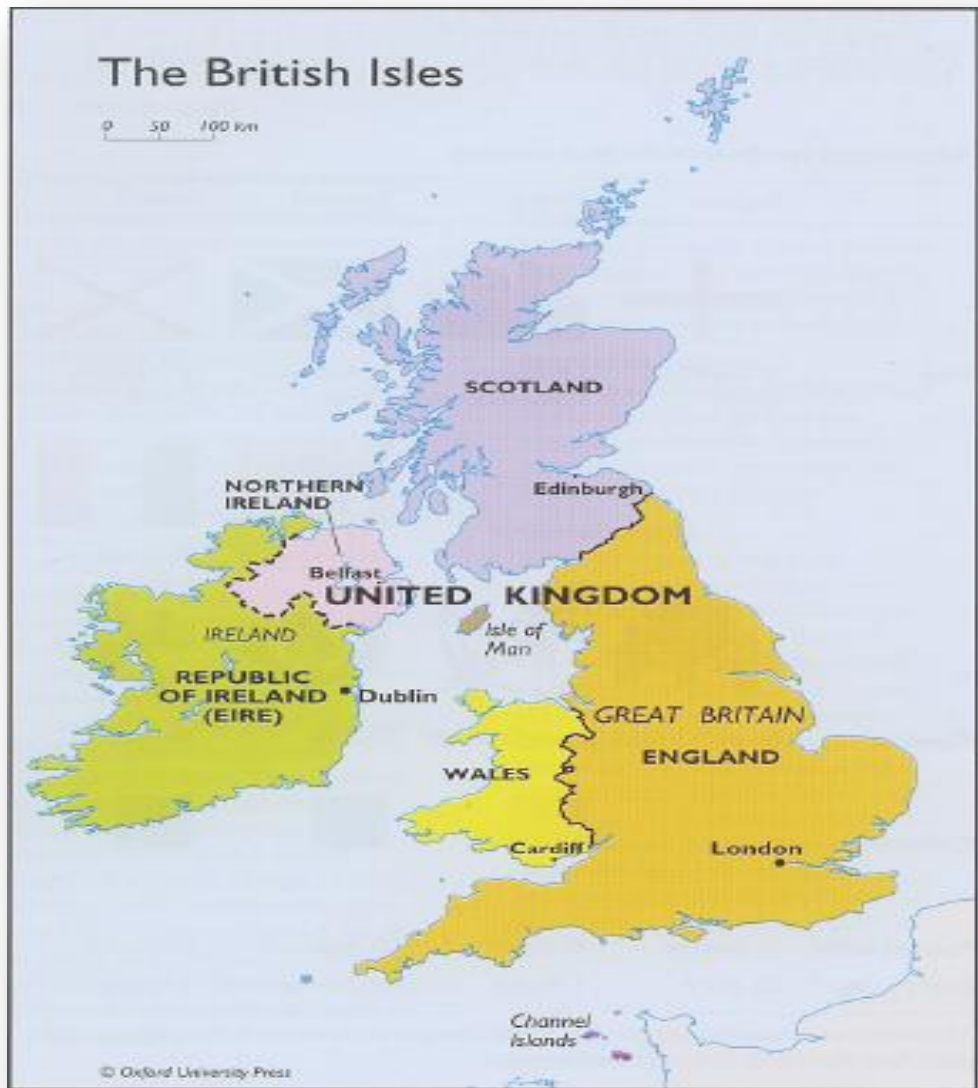 The British Isles
0 50 100 km
SCOTLAND
Edinburgh
NORTHERN
IRELAND
Belfast
UNITED KINGDOM
Isle of
Man
IRELAND
REPUBLIC
OF IRELAND
(EIRE)
Dublin
GREAT BRITAIN
ENGLAND
WALES
Cardiff
London
Channel
Islands
© Oxford University Press